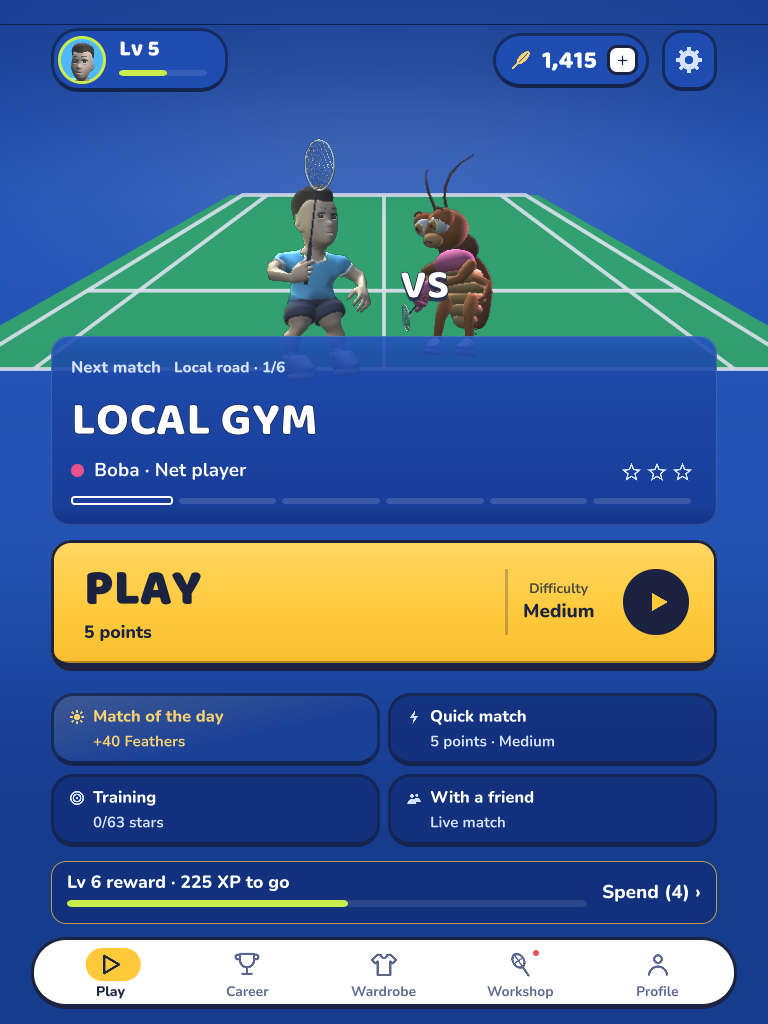 Lv 5
1,415
+
VS
Next match Local road · 1/6
LOCAL GYM
Boba · Net player
PLAY
5 points
Difficulty
Medium
Match of the day
+40 Feathers
Quick match
5 points · Medium
Training
0/63 stars
With a friend
Live match
Lv 6 reward · 225 XP to go
Spend (4) ›
Play
Career
Wardrobe
Workshop
Profile